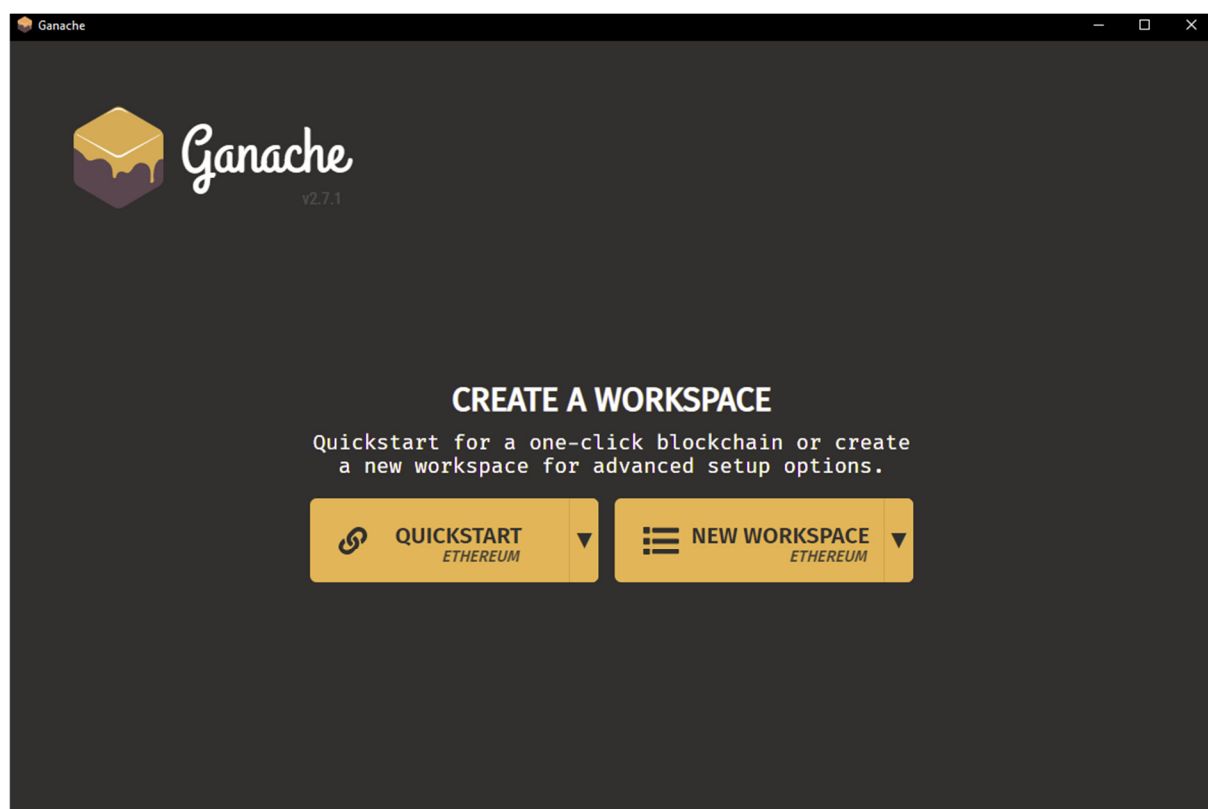 Ganache
Ganache
v2.7.1
CREATE A WORKSPACE
Quickstart for a one-click blockchain or create
a new workspace for advanced setup options.
QUICKSTART
ETHEREUM
NEW WORKSPACE
ETHEREUM